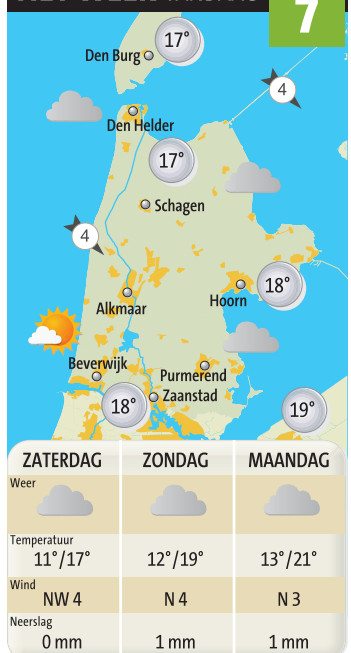 7
17°
Den Burg
4
Den Helder
17°
Schagen
4
18°
Hoorn
Alkmaar
Beverwijk
Purmerend
Zaanstad
18°
19°
ZATERDAG ZONDAG MAANDAG
Weer
Temperatuur
11°/17° 12°/19° 13°/21°
Wind
NW 4 N 4 N 3
Neerslag
0 mm 1 mm 1 mm